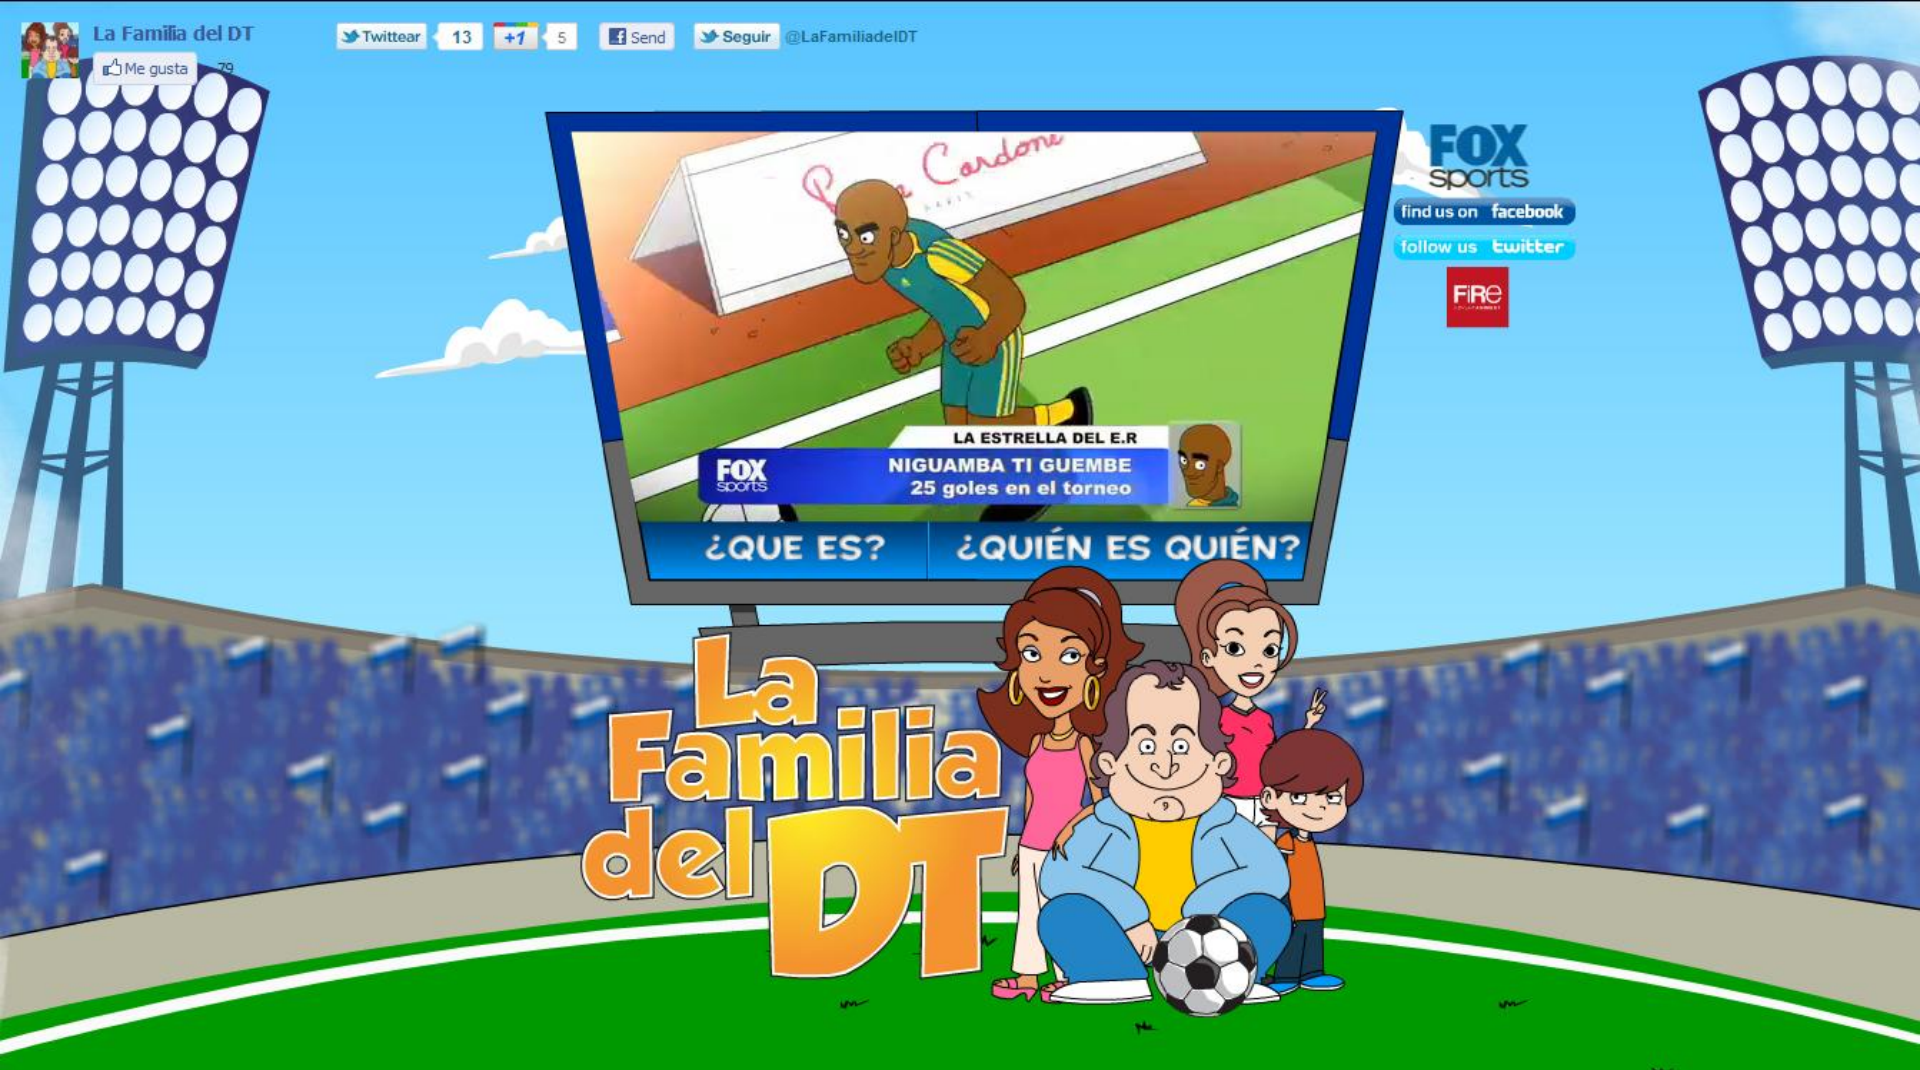 La Familia del DT
Me gusta
79
Twittear
13
+1
5
Send
Seguir
@LaFamiliadelDT
Cardone
PARIS
FOX
sports
find us on facebook
follow us twitter
FIRE
LA ESTRELLA DEL E.R
FOX
sports
NIGUAMBA TI GUEMBE
25 goles en el torneo
¿QUE ES?
¿QUIÉN ES QUIÉN?
La
Familia
del DT